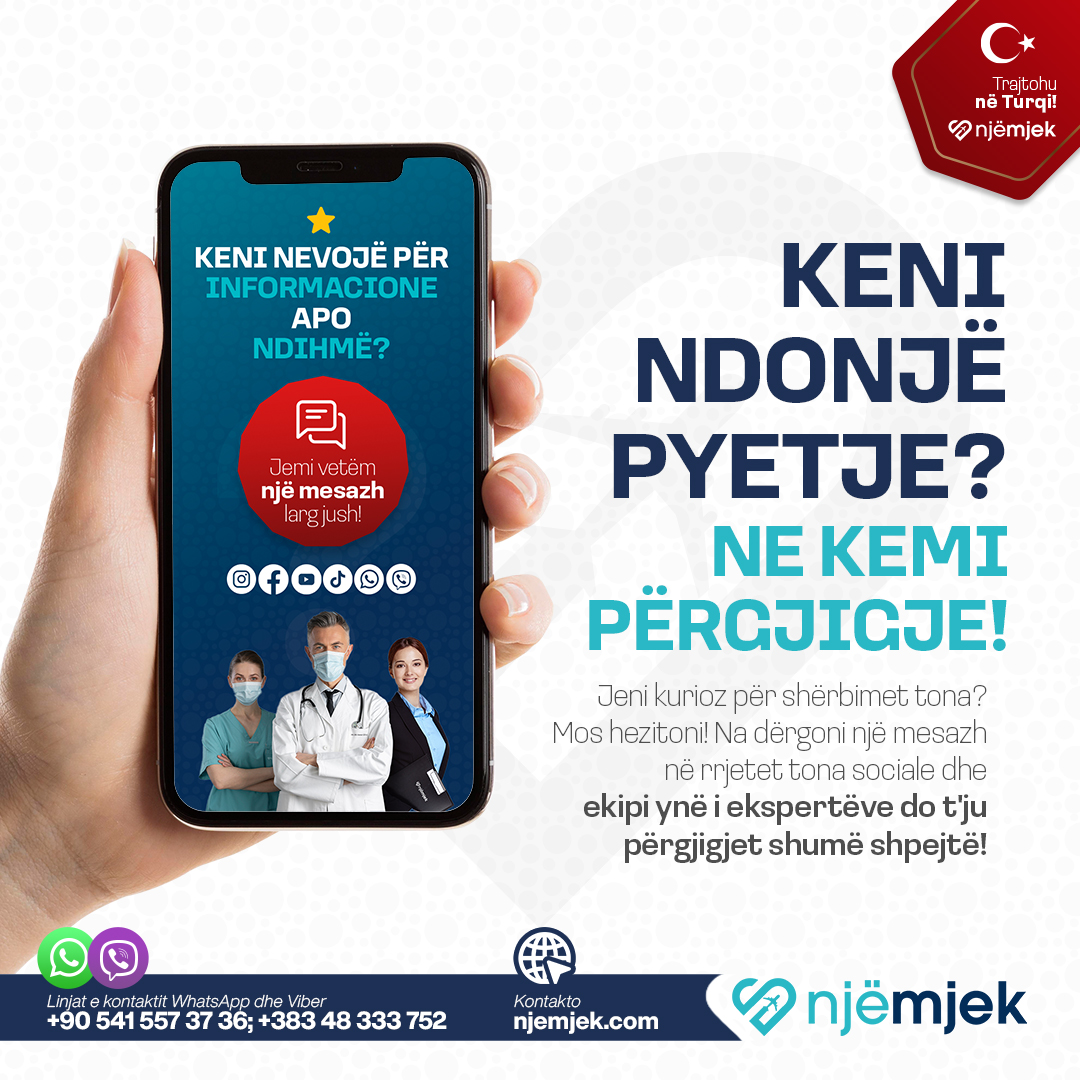 Trajtohu
në Turqi!
njëmjek
KENI NEVOJË PËR
INFORMACIONE
APO
NDIHMË?
Jemi vetëm
një mesazh
larg jush!
KENI
NDONJË
PYETJE?
NE KEMI
PËRGJIGJE!
Jeni kurioz për shërbimet tona?
Mos hezitoni! Na dërgoni një mesazh
në rrjetet tona sociale dhe
ekipi ynë i ekspertëve do t'ju
përgjigjet shumë shpejtë!
Linjat e kontaktit WhatsApp dhe Viber
+90 541 557 37 36; +383 48 333 752
Kontakto
njemjek.com
njëmjek